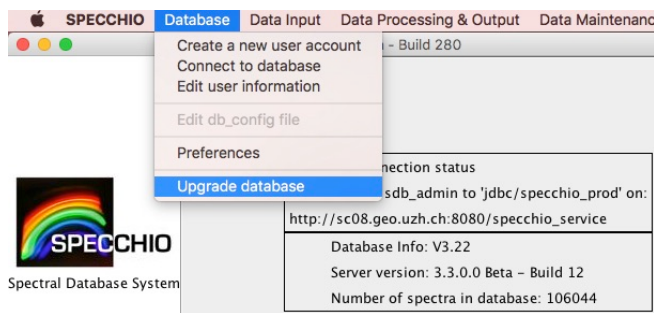 SPECCHIO Database Data Input Data Processing & Output Data Maintenanc
- Build 280
Create a new user account
Connect to database
Edit user information
Edit db_config file
Preferences
Upgrade database
nection status
sdb_admin to 'jdbc/specchio_prod' on:
http://sc08.geo.uzh.ch:8080/specchio_service
Database Info: V3.22
Server version: 3.3.0.0 Beta – Build 12
Number of spectra in database: 106044
SPECCHIO
Spectral Database System